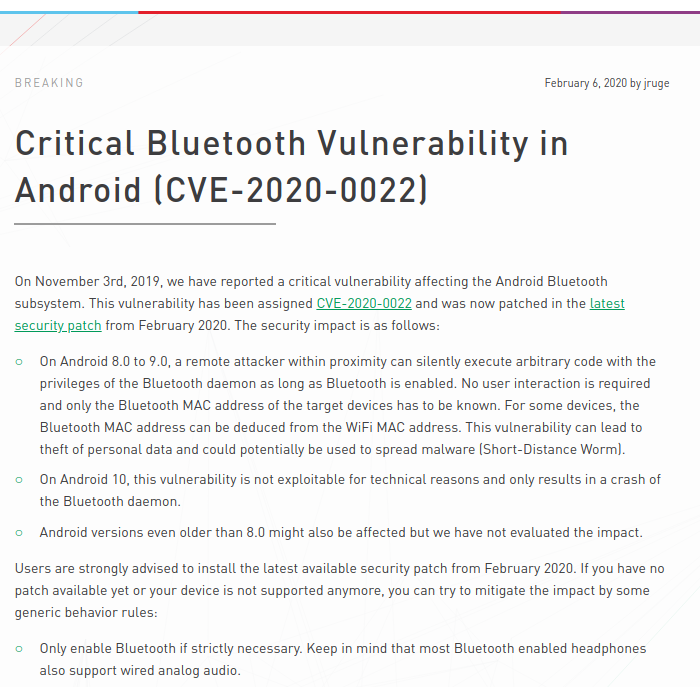 BREAKING
February 6, 2020 by jruge
Critical Bluetooth Vulnerability in
Android (CVE-2020-0022)
On November 3rd, 2019, we have reported a critical vulnerability affecting the Android Bluetooth
subsystem. This vulnerability has been assigned CVE-2020-0022 and was now patched in the latest
security patch from February 2020. The security impact is as follows:
On Android 8.0 to 9.0, a remote attacker within proximity can silently execute arbitrary code with the
privileges of the Bluetooth daemon as long as Bluetooth is enabled. No user interaction is required
and only the Bluetooth MAC address of the target devices has to be known. For some devices, the
Bluetooth MAC address can be deduced from the WiFi MAC address. This vulnerability can lead to
theft of personal data and could potentially be used to spread malware (Short-Distance Worm).
On Android 10, this vulnerability is not exploitable for technical reasons and only results in a crash of
the Bluetooth daemon.
Android versions even older than 8.0 might also be affected but we have not evaluated the impact.
Users are strongly advised to install the latest available security patch from February 2020. If you have no
patch available yet or your device is not supported anymore, you can try to mitigate the impact by some
generic behavior rules:
Only enable Bluetooth if strictly necessary. Keep in mind that most Bluetooth enabled headphones
also support wired analog audio.